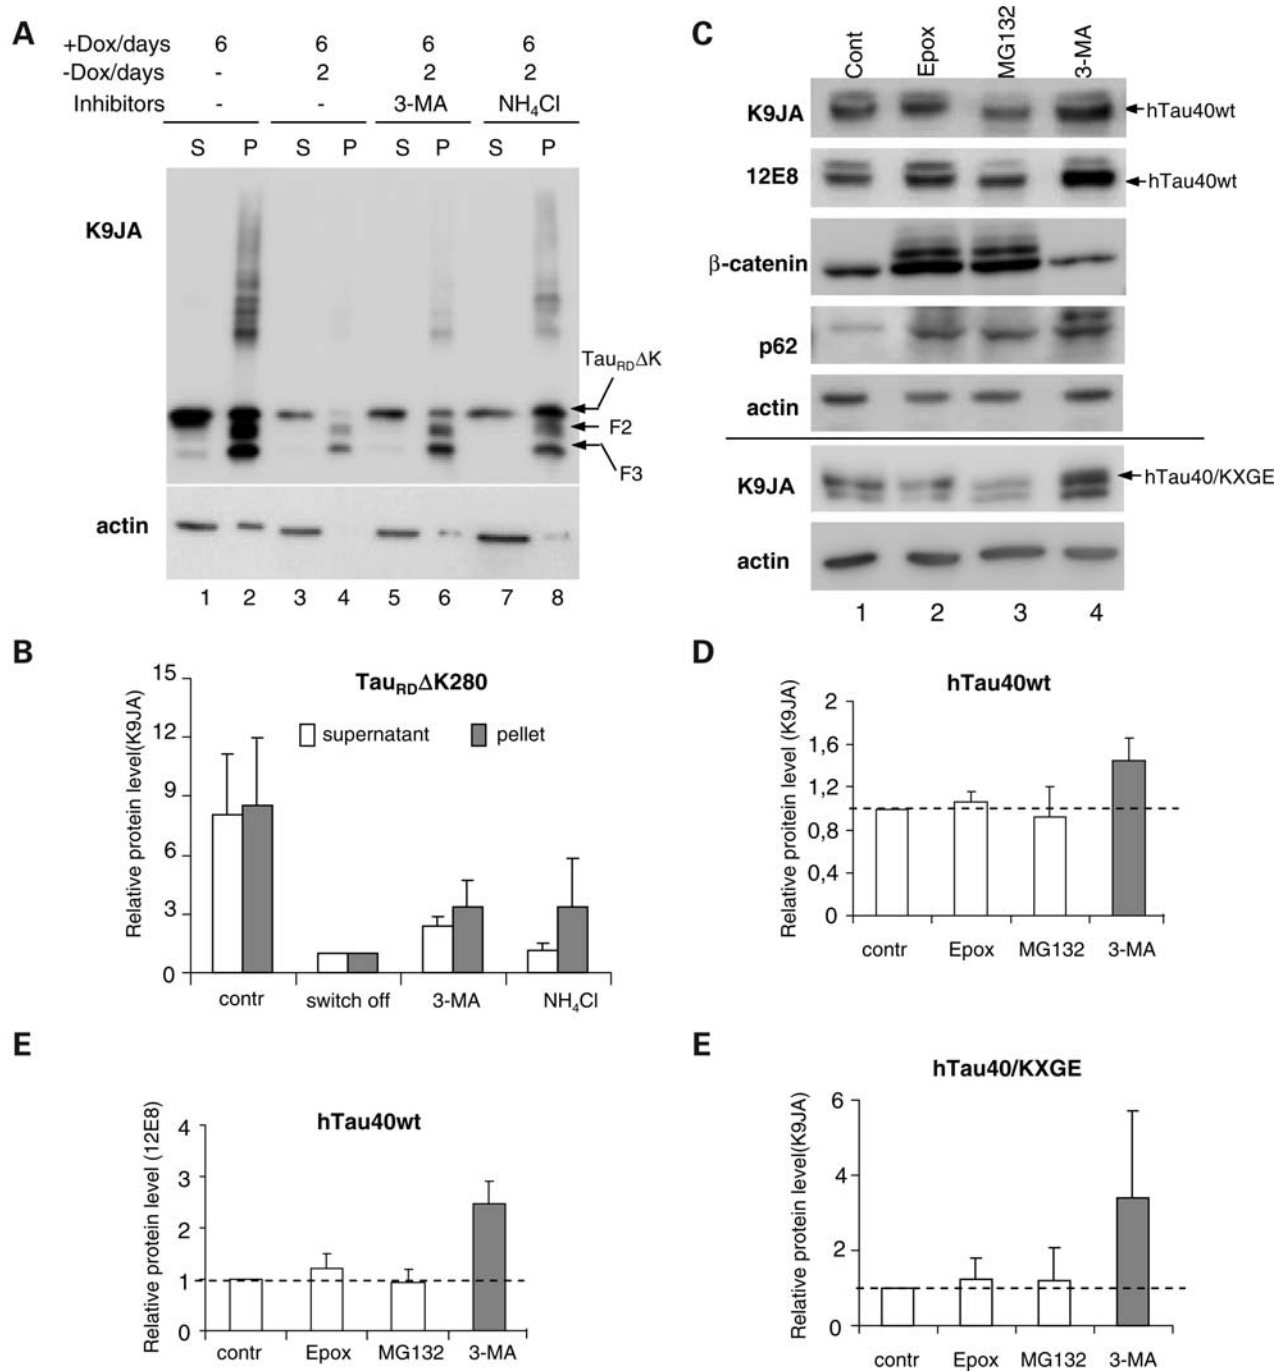 A
+Dox/days 6 6 6 6
-Dox/days - 2 2 2
Inhibitors - - 3-MA NH₄Cl
S P S P S P S P
K9JA
Tau_RDΔK
F2
F3
actin
1 2 3 4 5 6 7 8
C
Cont Epox MG132 3-MA
K9JA hTau40wt
12E8 hTau40wt
β-catenin
p62
actin
K9JA hTau40/KXGE
actin
1 2 3 4
B
Tau_RDΔK280
supernatant pellet
Relative protein level(K9JA)
15
12
9
6
3
0
contr switch off 3-MA NH₄Cl
D
hTau40wt
Relative proitein level (K9JA)
2
1,6
1,2
0,8
0,4
0
contr Epox MG132 3-MA
E
hTau40wt
Relative protein level (12E8)
4
3
2
1
0
contr Epox MG132 3-MA
E
hTau40/KXGE
Relative protein level(K9JA)
6
4
2
0
contr Epox MG132 3-MA